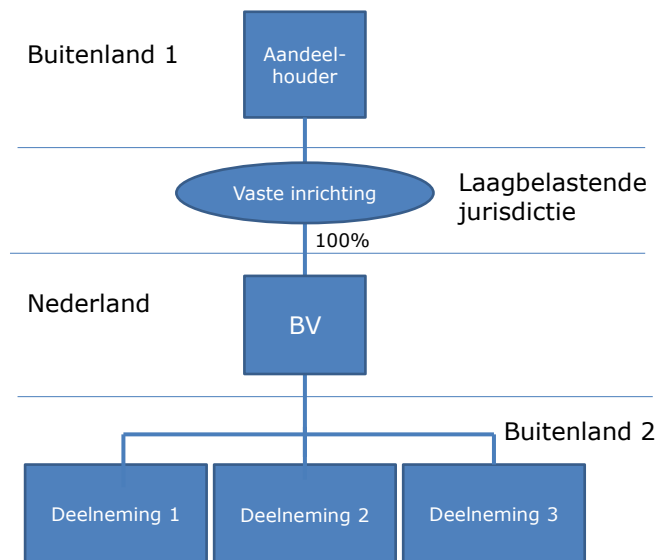 Buitenland 1
Aandeel-
houder
Vaste inrichting
Laagbelastende
jurisdictie
100%
Nederland
BV
Buitenland 2
Deelneming 1
Deelneming 2
Deelneming 3